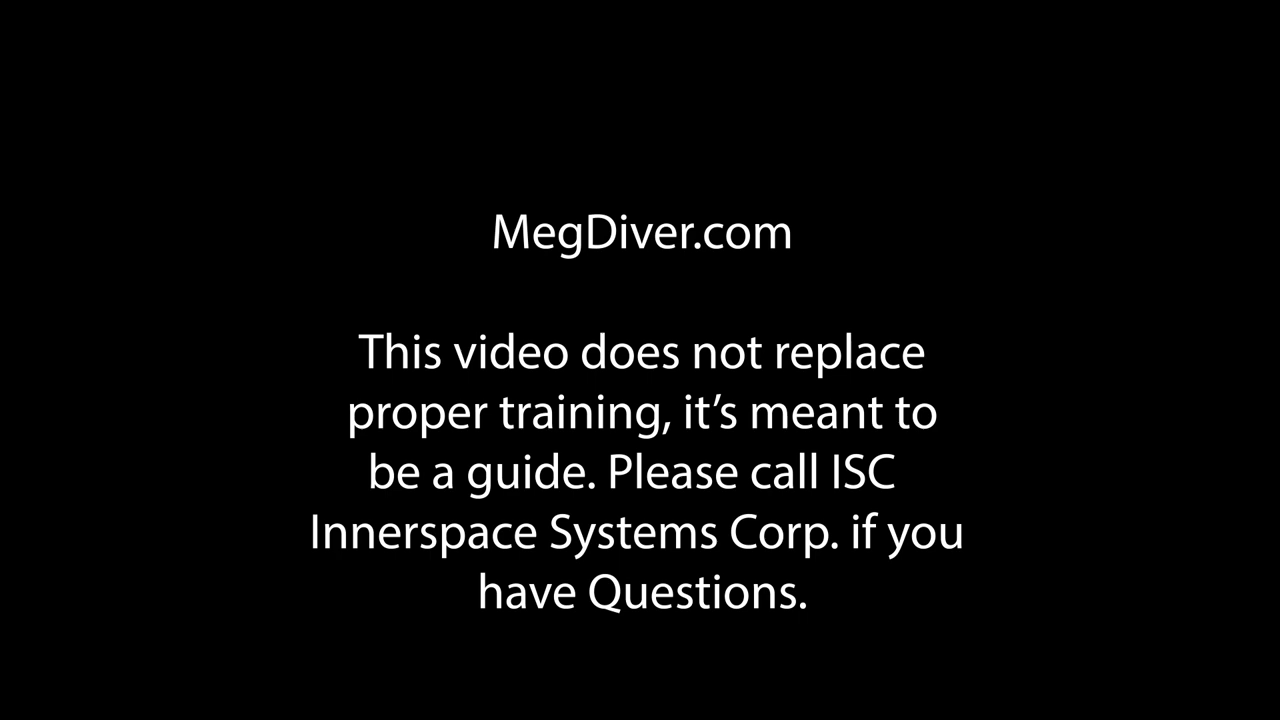 MegDiver.com
This video does not replace
proper training, it’s meant to
be a guide. Please call ISC
Innerspace Systems Corp. if you
have Questions.